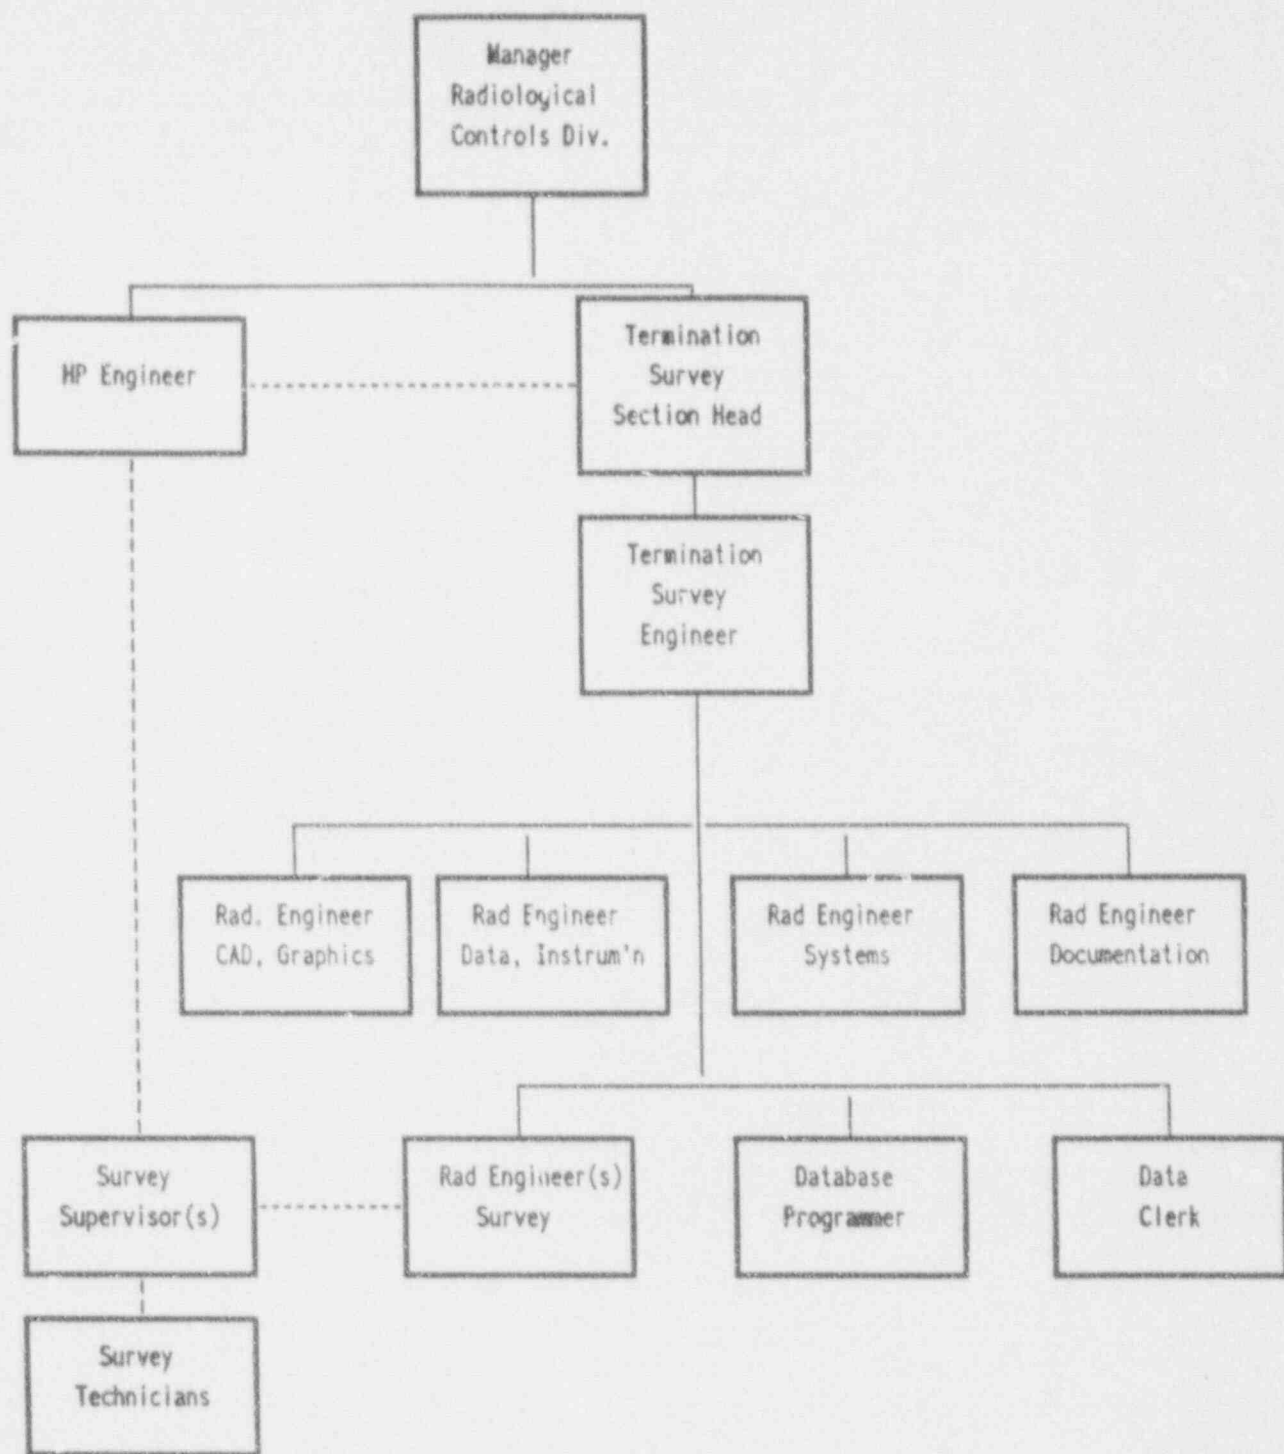 Manager
Radiological
Controls Div.
HP Engineer
Termination
Survey
Section Head
Termination
Survey
Engineer
Rad. Engineer
CAD, Graphics
Rad Engineer
Data, Instrum'n
Rad Engineer
Systems
Rad Engineer
Documentation
Survey
Supervisor(s)
Rad Engineer(s)
Survey
Database
Programmer
Data
Clerk
Survey
Technicians